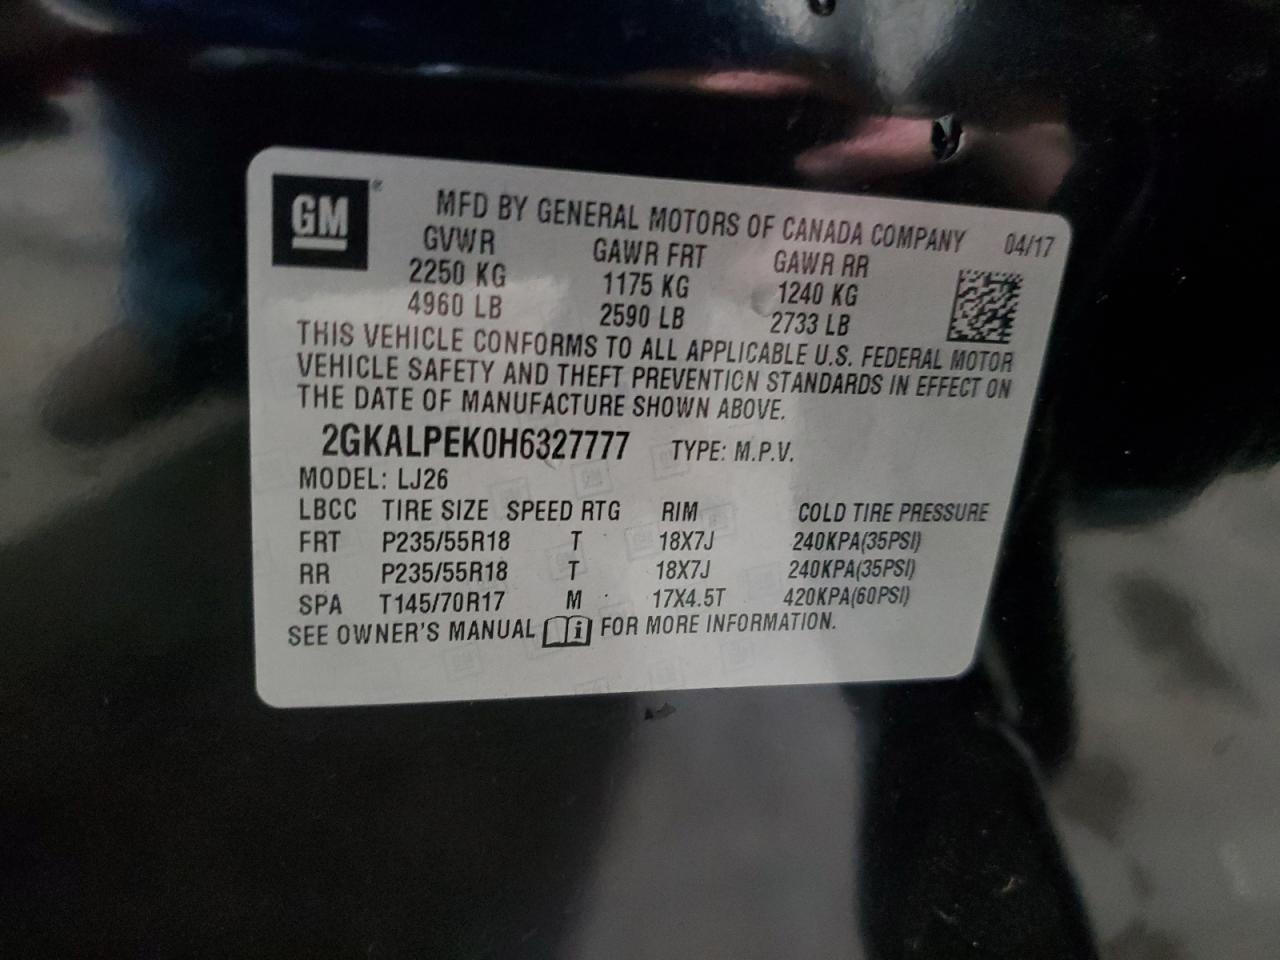 GM®
MFD BY GENERAL MOTORS OF CANADA COMPANY 04/17
GVWR GAWR FRT GAWR RR
2250 KG 1175 KG 1240 KG
4960 LB 2590 LB 2733 LB
THIS VEHICLE CONFORMS TO ALL APPLICABLE U.S. FEDERAL MOTOR
VEHICLE SAFETY AND THEFT PREVENTION STANDARDS IN EFFECT ON
THE DATE OF MANUFACTURE SHOWN ABOVE.
2GKALPEK0H6327777 TYPE: M.P.V.
MODEL: LJ26
LBCC TIRE SIZE SPEED RTG RIM COLD TIRE PRESSURE
FRT P235/55R18 T 18X7J 240KPA(35PSI)
RR P235/55R18 T 18X7J 240KPA(35PSI)
SPA T145/70R17 M 17X4.5T 420KPA(60PSI)
SEE OWNER'S MANUAL i FOR MORE INFORMATION.